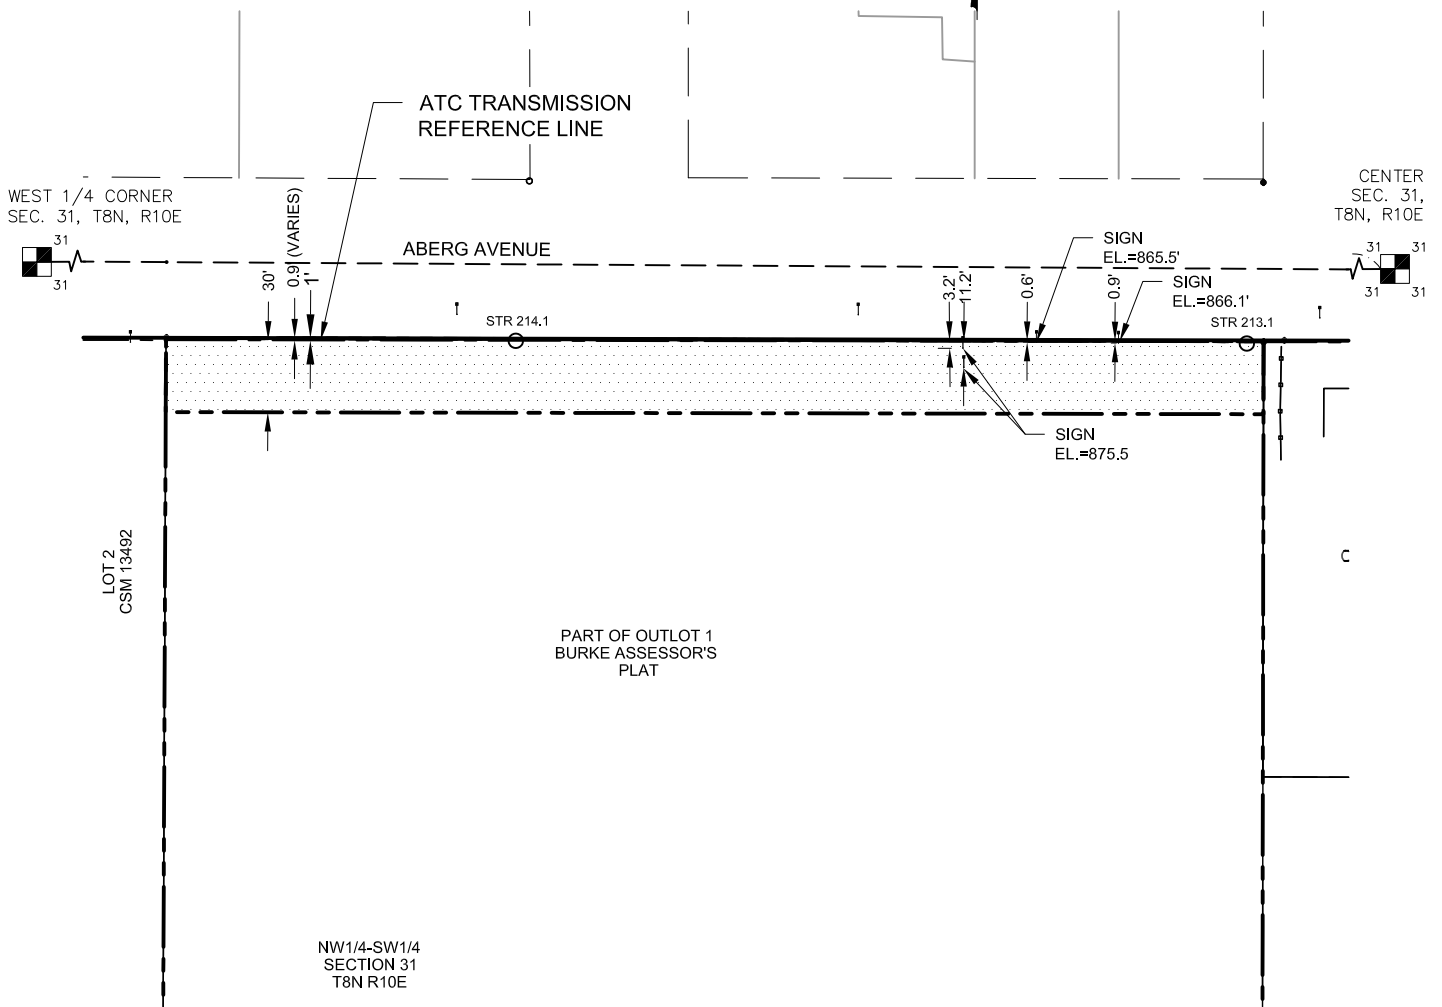 ATC TRANSMISSION
REFERENCE LINE
WEST 1/4 CORNER
SEC. 31, T8N, R10E
31
31
CENTER
SEC. 31,
T8N, R10E
31
31
31
31
ABERG AVENUE
30'
0.9' (VARIES)
1'
3.2'
11.2'
0.6'
0.9'
SIGN
EL.=865.5'
SIGN
EL.=866.1'
STR 214.1
STR 213.1
SIGN
EL.=875.5
LOT 2
CSM 13492
C
PART OF OUTLOT 1
BURKE ASSESSOR'S
PLAT
NW1/4-SW1/4
SECTION 31
T8N R10E